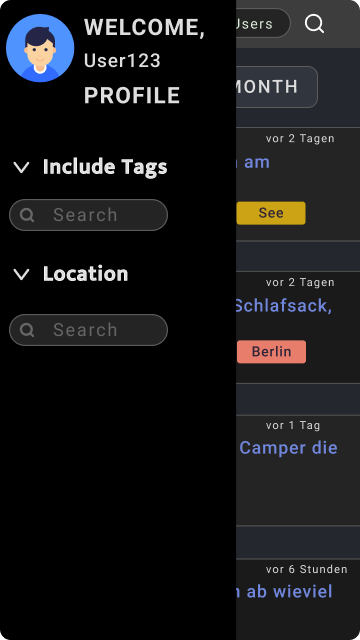 WELCOME,
User123
PROFILE
Users
MONTH
Include Tags
Search
Location
Search
vor 2 Tagen
am
See
vor 2 Tagen
Schlafsack,
Berlin
vor 1 Tag
Camper die
vor 6 Stunden
ab wieviel